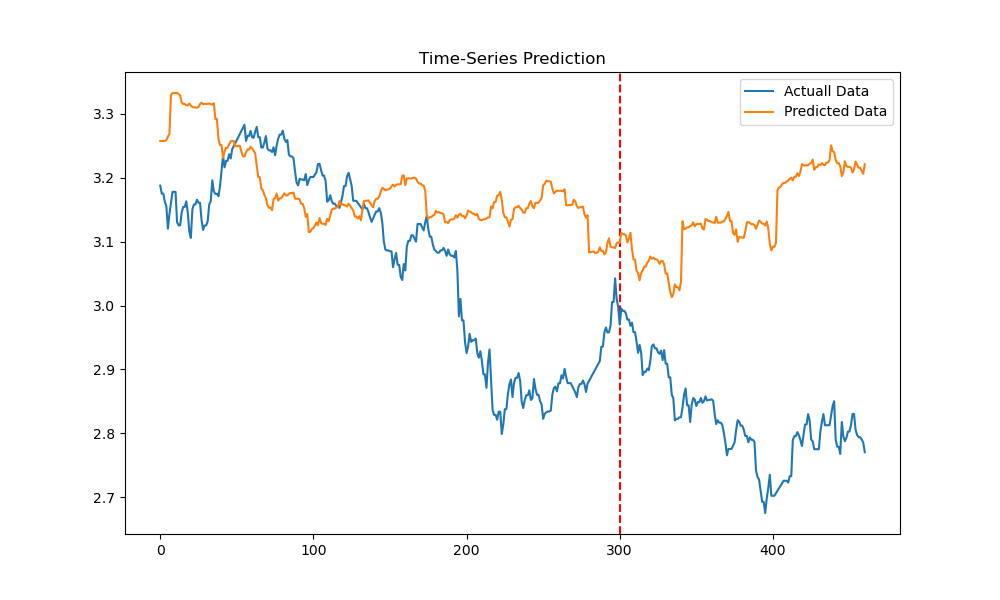 Time-Series Prediction
Actuall Data
Predicted Data
3.3
3.2
3.1
3.0
2.9
2.8
2.7
0 100 200 300 400